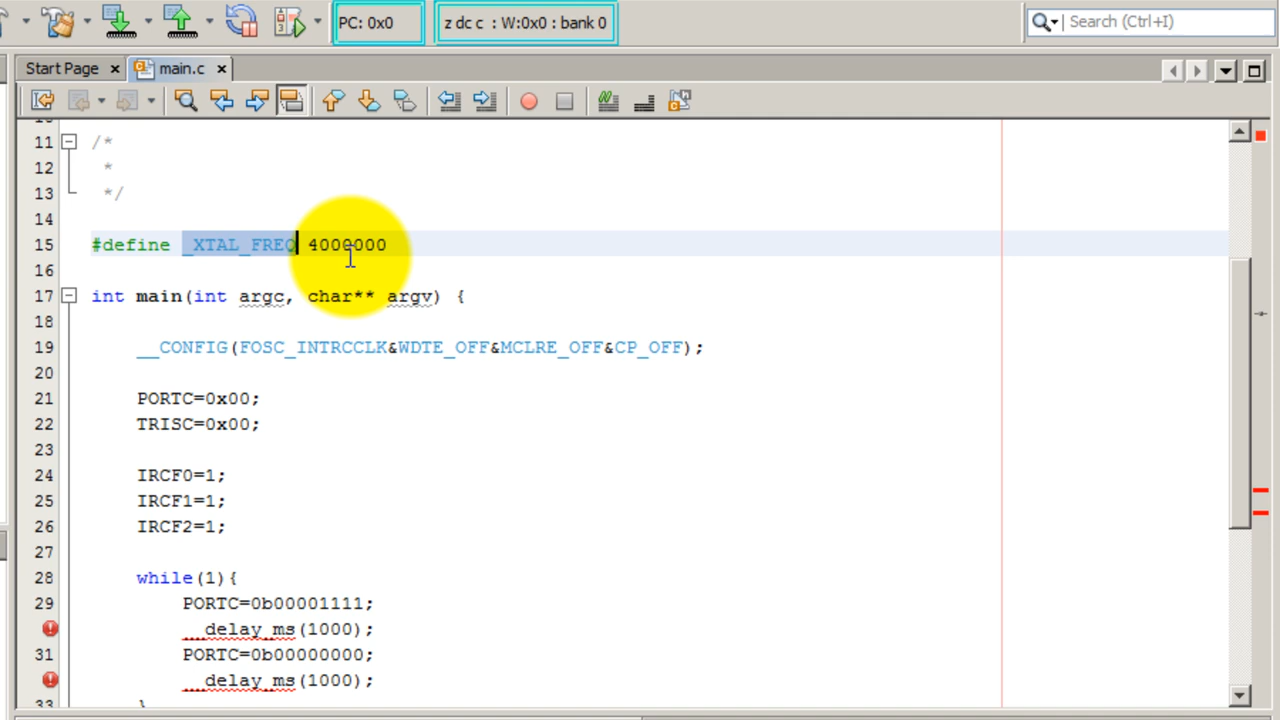 PC: 0x0
z dc c : W:0x0 : bank 0
Search (Ctrl+I)
Start Page
main.c
11 /*
12 *
13 */
14
15 #define _XTAL_FREQ 4000000
16
17 int main(int argc, char** argv) {
18
19 __CONFIG(FOSC_INTRCCLK&WDTE_OFF&MCLRE_OFF&CP_OFF);
20
21 PORTC=0x00;
22 TRISC=0x00;
23
24 IRCF0=1;
25 IRCF1=1;
26 IRCF2=1;
27
28 while(1){
29 PORTC=0b00001111;
__delay_ms(1000);
31 PORTC=0b00000000;
__delay_ms(1000);
33 }